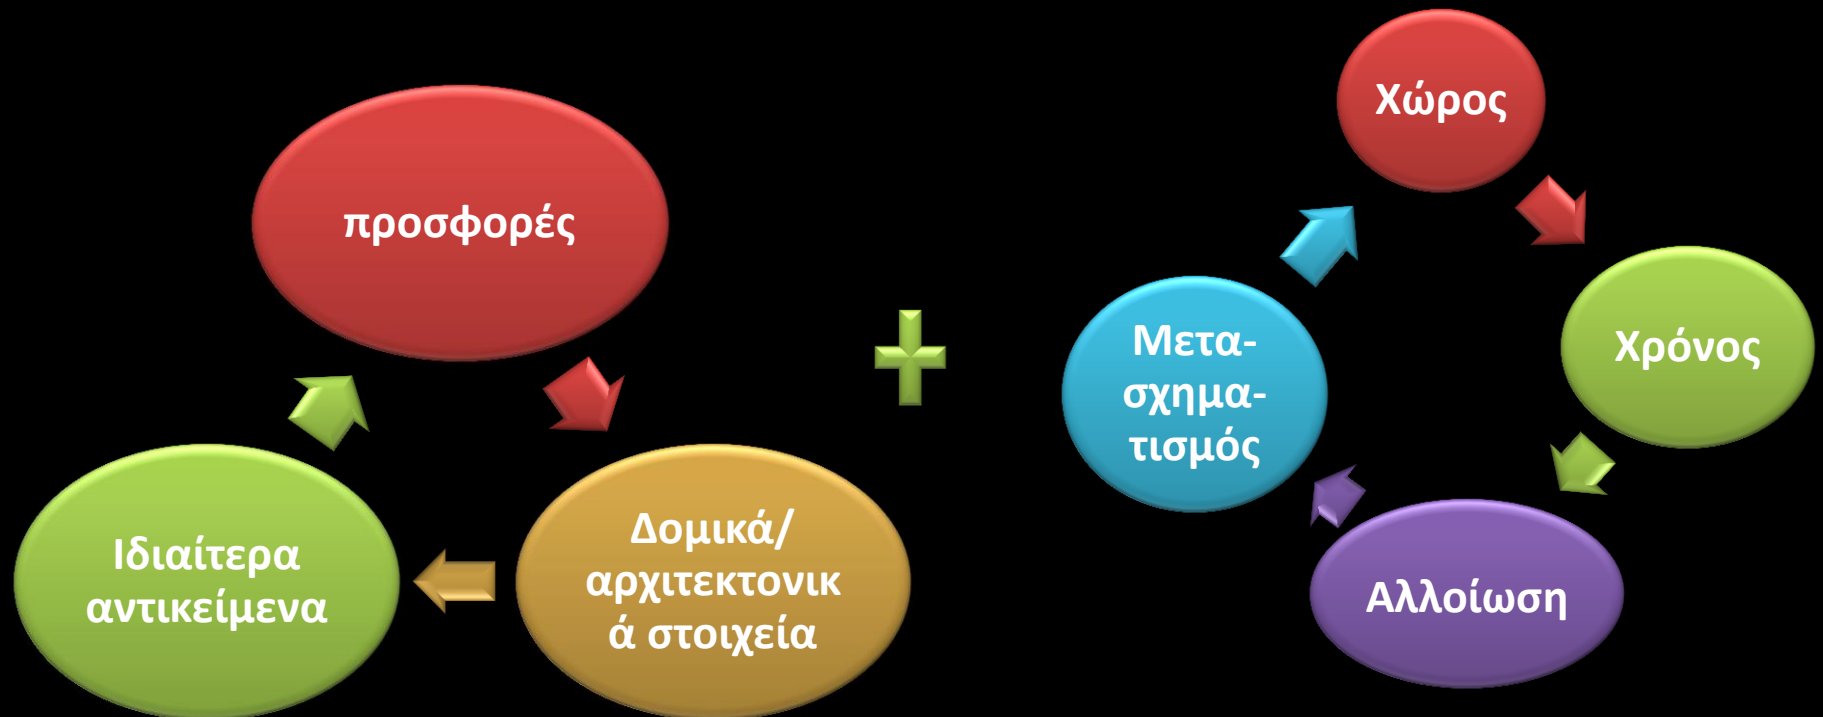 προσφορές
Δομικά/
αρχιτεκτονικ
ά στοιχεία
Ιδιαίτερα
αντικείμενα
+
Χώρος
Χρόνος
Αλλοίωση
Μετα-
σχημα-
τισμός